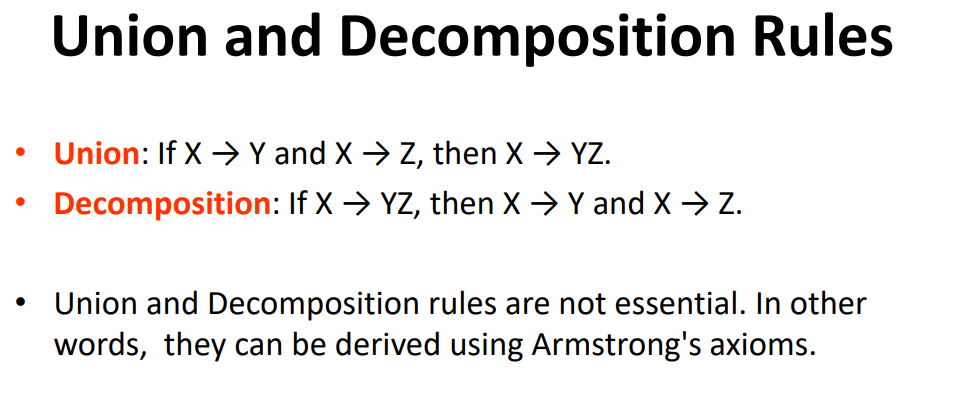 Union and Decomposition Rules
• Union: If X → Y and X → Z, then X → YZ.
• Decomposition: If X → YZ, then X → Y and X → Z.
• Union and Decomposition rules are not essential. In other
words,  they can be derived using Armstrong's axioms.